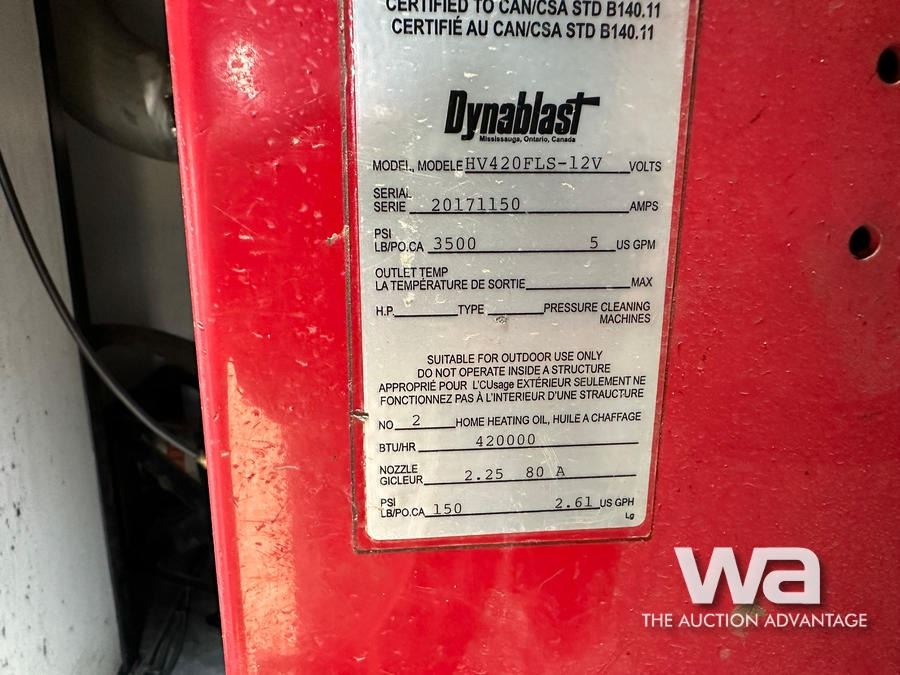 CERTIFIED TO CAN/CSA STD B140.11
CERTIFIÉ AU CAN/CSA STD B140.11
Dynablast
Mississauga, Ontario, Canada
MODEL, MODELE HV420FLS-12V VOLTS
SERIAL
SERIE 20171150 AMPS
PSI
LB/PO.CA 3500 5 US GPM
OUTLET TEMP
LA TEMPÉRATURE DE SORTIE MAX
H.P. TYPE PRESSURE CLEANING
MACHINES
SUITABLE FOR OUTDOOR USE ONLY
DO NOT OPERATE INSIDE A STRUCTURE
APPROPRIÉ POUR L'CUsage EXTÉRIEUR SEULEMENT NE
FONCTIONNEZ PAS À L'INTERIEUR D'UNE STRAUCTURE
NO 2 HOME HEATING OIL, HUILE A CHAFFAGE
BTU/HR 420000
NOZZLE
GICLEUR 2.25 80 A
PSI
LB/PO.CA 150 2.61 US GPH
Lg
wa
THE AUCTION ADVANTAGE